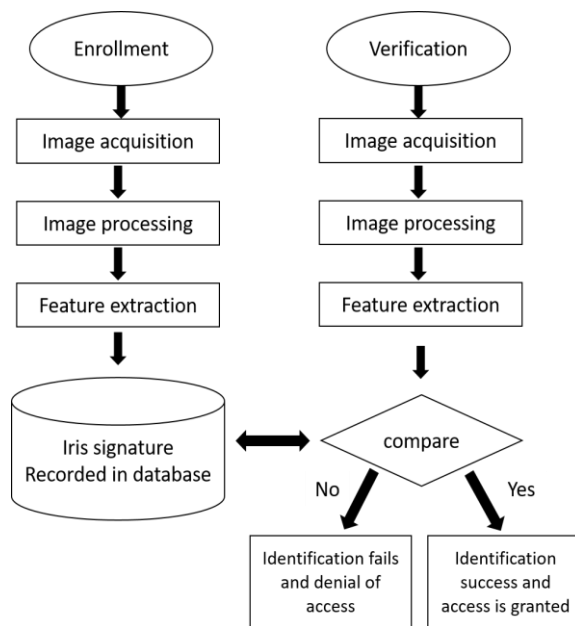 Enrollment
Verification
Image acquisition
Image acquisition
Image processing
Image processing
Feature extraction
Feature extraction
Iris signature
Recorded in database
compare
No
Yes
Identification fails
and denial of
access
Identification
success and
access is granted